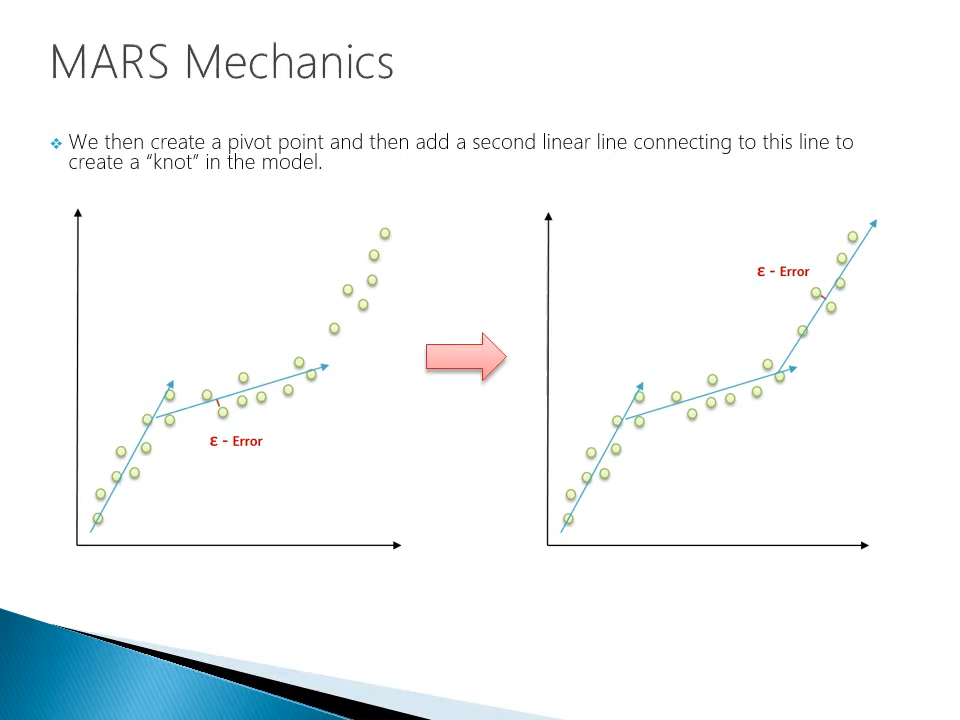 MARS Mechanics
❖ We then create a pivot point and then add a second linear line connecting to this line to
create a “knot” in the model.
ε - Error
ε - Error